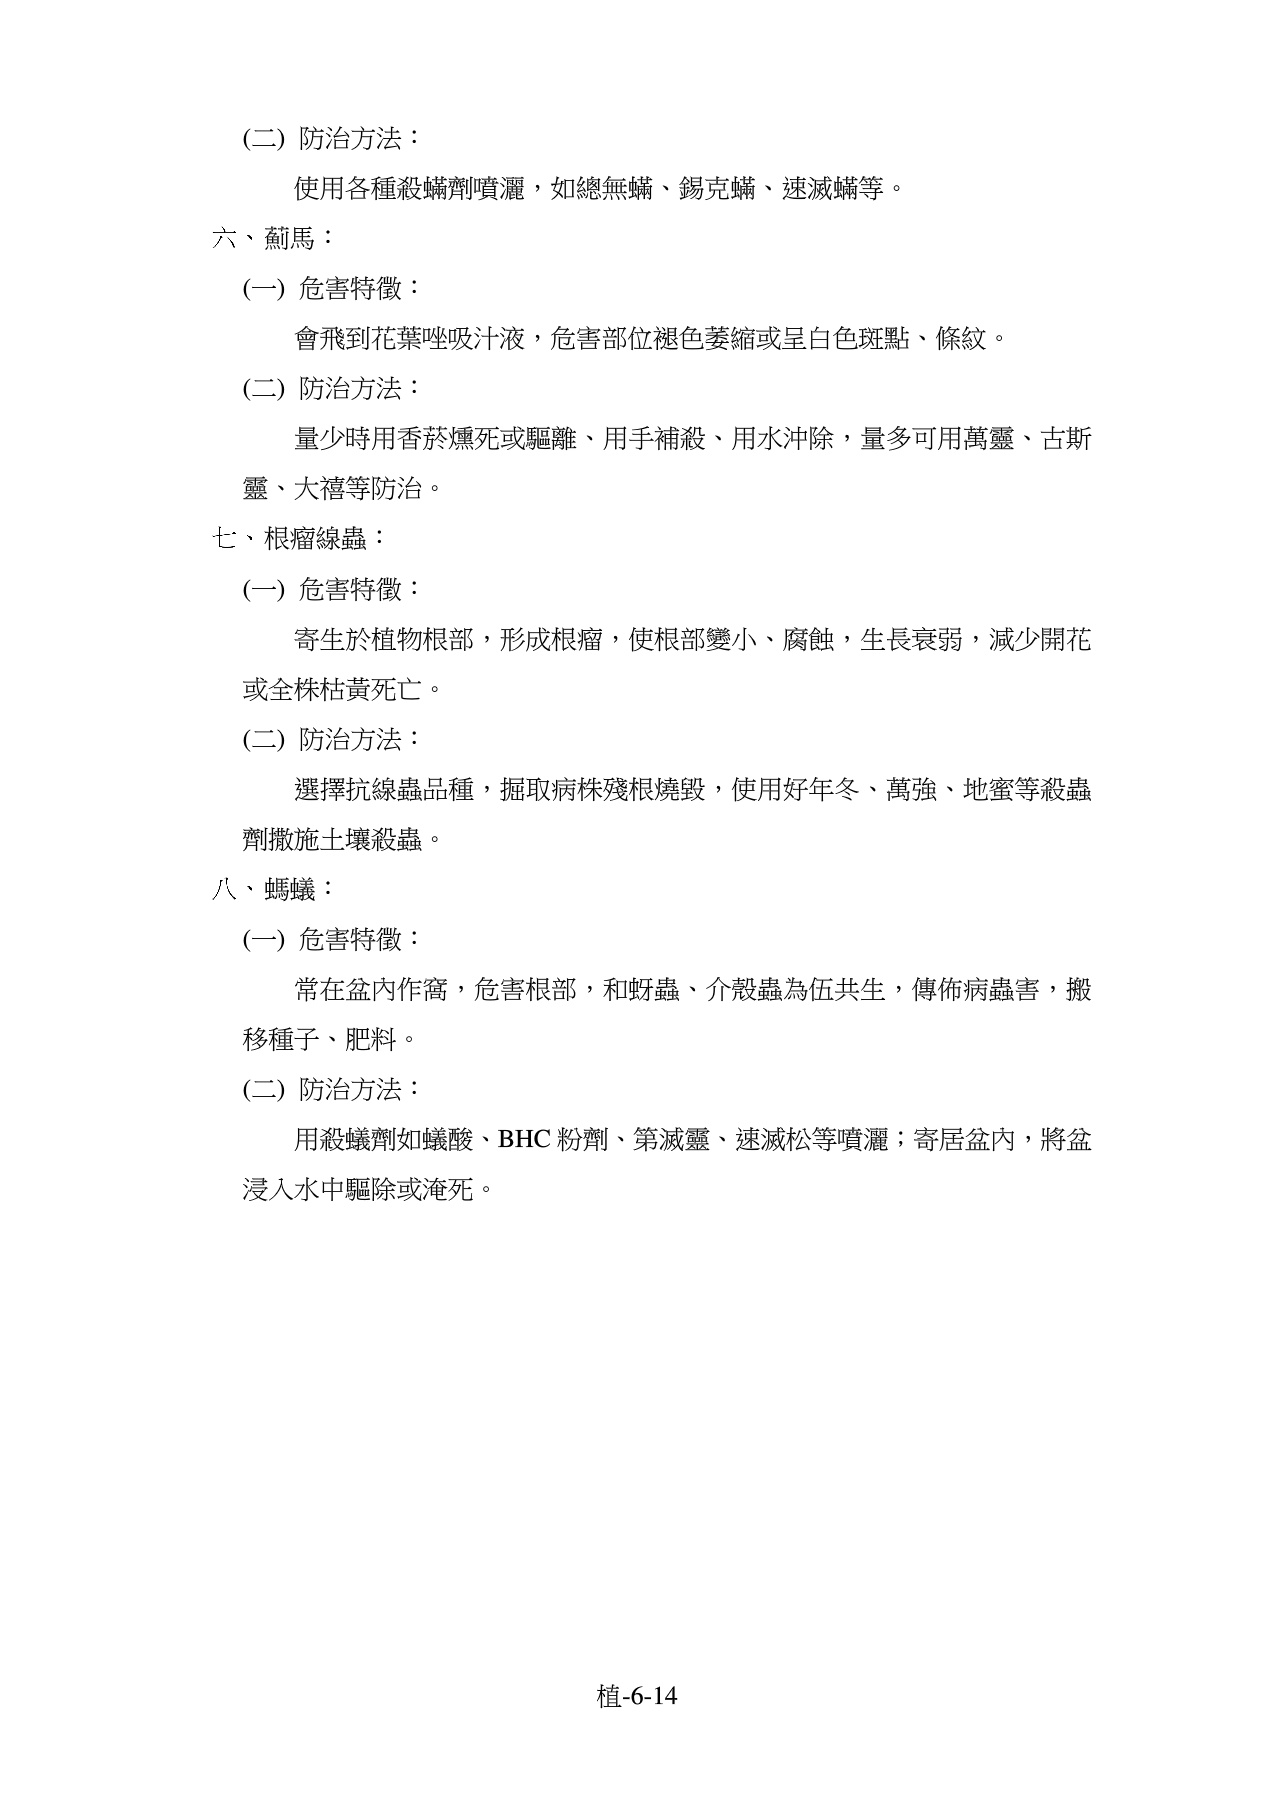 (二) 防治方法：
使用各種殺蟎劑噴灑，如總無蟎、錫克蟎、速滅蟎等。
六、薊馬：
(一) 危害特徵：
會飛到花葉唑吸汁液，危害部位褪色萎縮或呈白色斑點、條紋。
(二) 防治方法：
量少時用香菸燻死或驅離、用手補殺、用水沖除，量多可用萬靈、古斯
靈、大禧等防治。
七、根瘤線蟲：
(一) 危害特徵：
寄生於植物根部，形成根瘤，使根部變小、腐蝕，生長衰弱，減少開花
或全株枯黃死亡。
(二) 防治方法：
選擇抗線蟲品種，掘取病株殘根燒毀，使用好年冬、萬強、地蜜等殺蟲
劑撒施土壤殺蟲。
八、螞蟻：
(一) 危害特徵：
常在盆內作窩，危害根部，和蚜蟲、介殼蟲為伍共生，傳佈病蟲害，搬
移種子、肥料。
(二) 防治方法：
用殺蟻劑如蟻酸、BHC 粉劑、第滅靈、速滅松等噴灑；寄居盆內，將盆
浸入水中驅除或淹死。
植-6-14